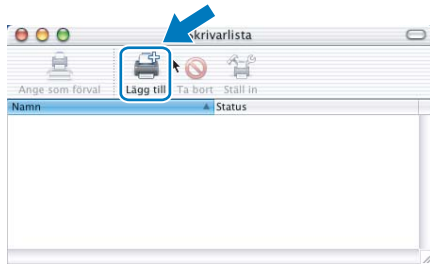 krivarlista
Ange som förval Lägg till Ta bort Ställ in
Namn Status